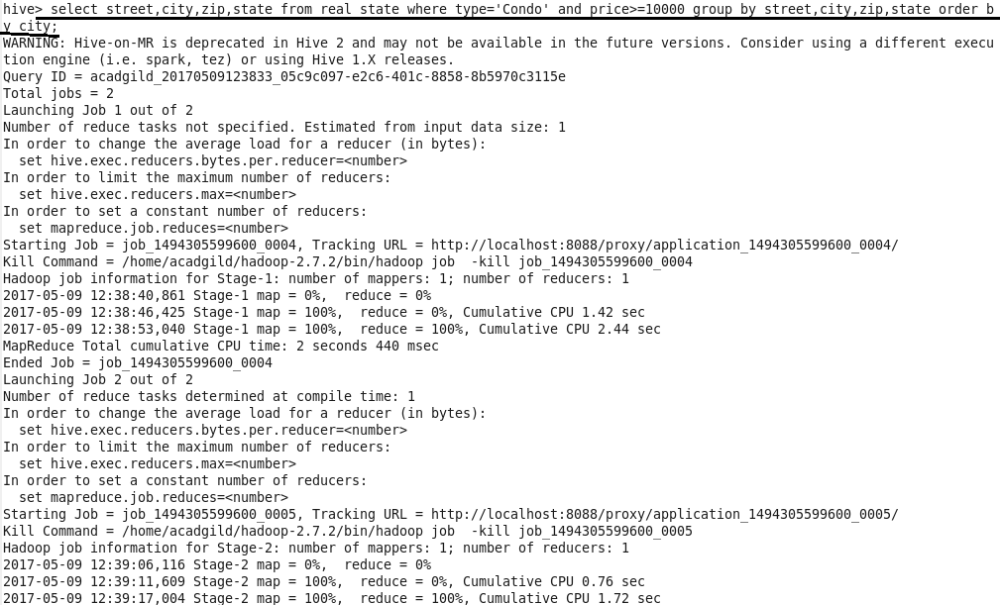 hive> select street,city,zip,state from real state where type='Condo' and price>=10000 group by street,city,zip,state order b
y city;
WARNING: Hive-on-MR is deprecated in Hive 2 and may not be available in the future versions. Consider using a different execu
tion engine (i.e. spark, tez) or using Hive 1.X releases.
Query ID = acadgild_20170509123833_05c9c097-e2c6-401c-8858-8b5970c3115e
Total jobs = 2
Launching Job 1 out of 2
Number of reduce tasks not specified. Estimated from input data size: 1
In order to change the average load for a reducer (in bytes):
  set hive.exec.reducers.bytes.per.reducer=<number>
In order to limit the maximum number of reducers:
  set hive.exec.reducers.max=<number>
In order to set a constant number of reducers:
  set mapreduce.job.reduces=<number>
Starting Job = job_1494305599600_0004, Tracking URL = http://localhost:8088/proxy/application_1494305599600_0004/
Kill Command = /home/acadgild/hadoop-2.7.2/bin/hadoop job  -kill job_1494305599600_0004
Hadoop job information for Stage-1: number of mappers: 1; number of reducers: 1
2017-05-09 12:38:40,861 Stage-1 map = 0%,  reduce = 0%
2017-05-09 12:38:46,425 Stage-1 map = 100%,  reduce = 0%, Cumulative CPU 1.42 sec
2017-05-09 12:38:53,040 Stage-1 map = 100%,  reduce = 100%, Cumulative CPU 2.44 sec
MapReduce Total cumulative CPU time: 2 seconds 440 msec
Ended Job = job_1494305599600_0004
Launching Job 2 out of 2
Number of reduce tasks determined at compile time: 1
In order to change the average load for a reducer (in bytes):
  set hive.exec.reducers.bytes.per.reducer=<number>
In order to limit the maximum number of reducers:
  set hive.exec.reducers.max=<number>
In order to set a constant number of reducers:
  set mapreduce.job.reduces=<number>
Starting Job = job_1494305599600_0005, Tracking URL = http://localhost:8088/proxy/application_1494305599600_0005/
Kill Command = /home/acadgild/hadoop-2.7.2/bin/hadoop job  -kill job_1494305599600_0005
Hadoop job information for Stage-2: number of mappers: 1; number of reducers: 1
2017-05-09 12:39:06,116 Stage-2 map = 0%,  reduce = 0%
2017-05-09 12:39:11,609 Stage-2 map = 100%,  reduce = 0%, Cumulative CPU 0.76 sec
2017-05-09 12:39:17,004 Stage-2 map = 100%,  reduce = 100%, Cumulative CPU 1.72 sec